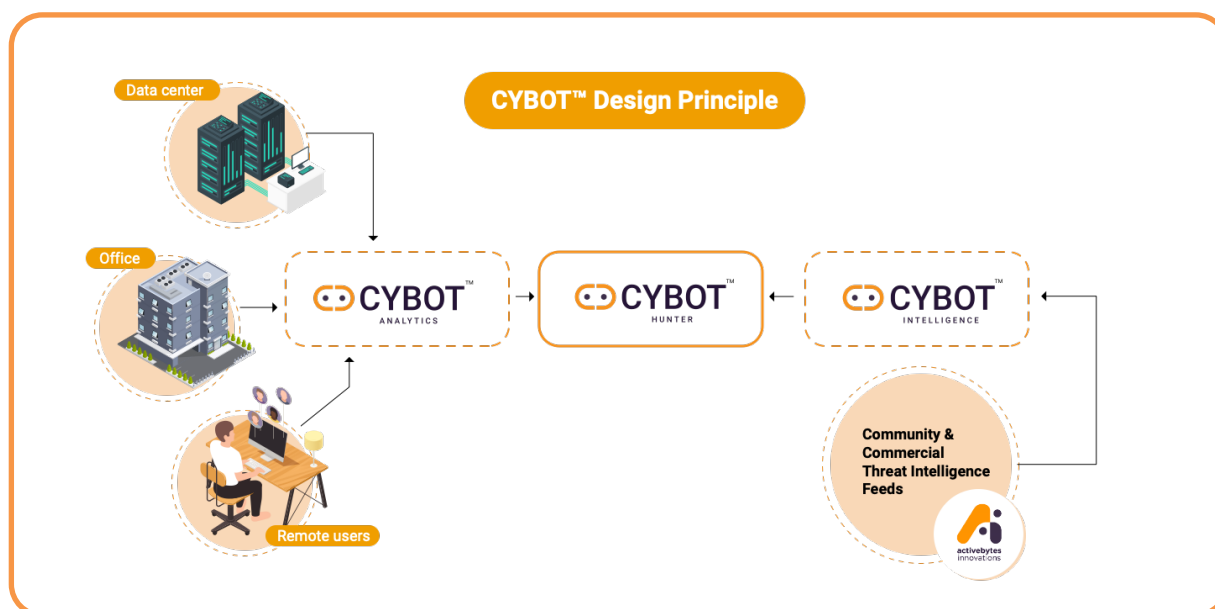 CYBOT™ Design Principle
Data center
Office
Remote users
CYBOT™
ANALYTICS
CYBOT™
HUNTER
CYBOT™
INTELLIGENCE
Community &
Commercial
Threat Intelligence
Feeds
activebytes
innovations